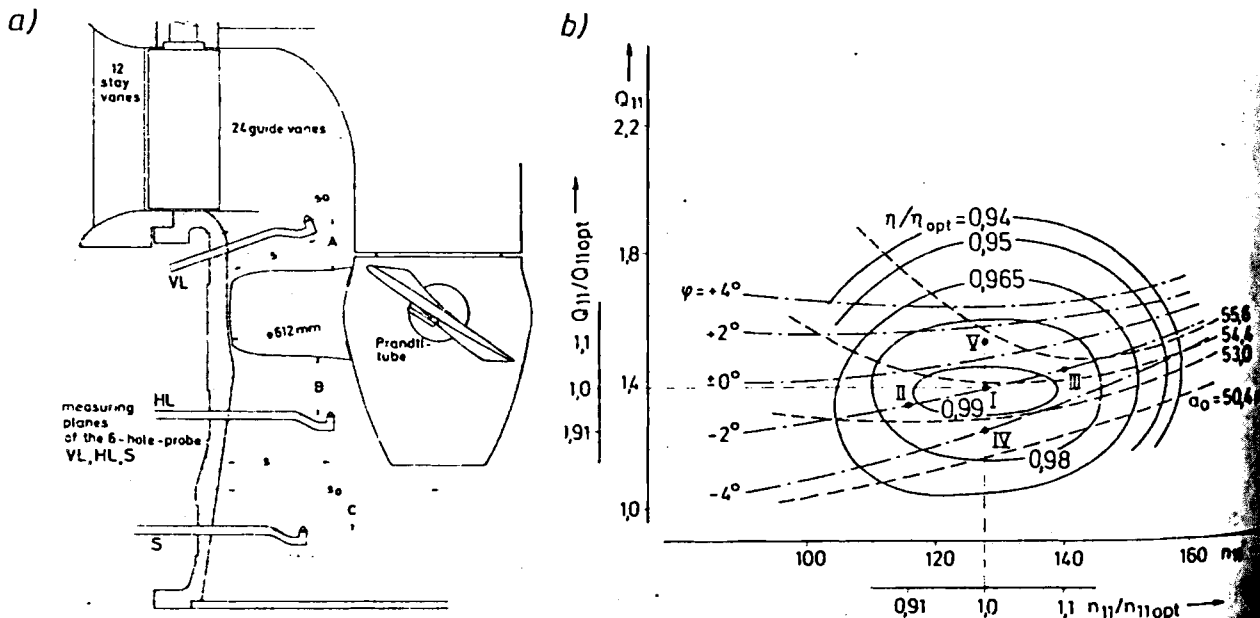 a)
12
stay
vanes
24 guide vanes
so
A
s
VL
ø612 mm
Prandtl-
tube
B
HL
measuring
planes
of the 6-hole-probe
VL, HL, S
s
so
C
S
b)
Q11
2,2
1,8
1,4
1,0
Q11/Q11opt
1,1
1,0
1,91
η/ηopt = 0,94
0,95
0,965
φ = +4°
+2°
±0°
-2°
-4°
V
III
II
I
IV
0,99
0,98
55,6
54,4
53,0
a₀ = 50,4
100
120
140
160
0,91
1,0
1,1
n11/n11opt